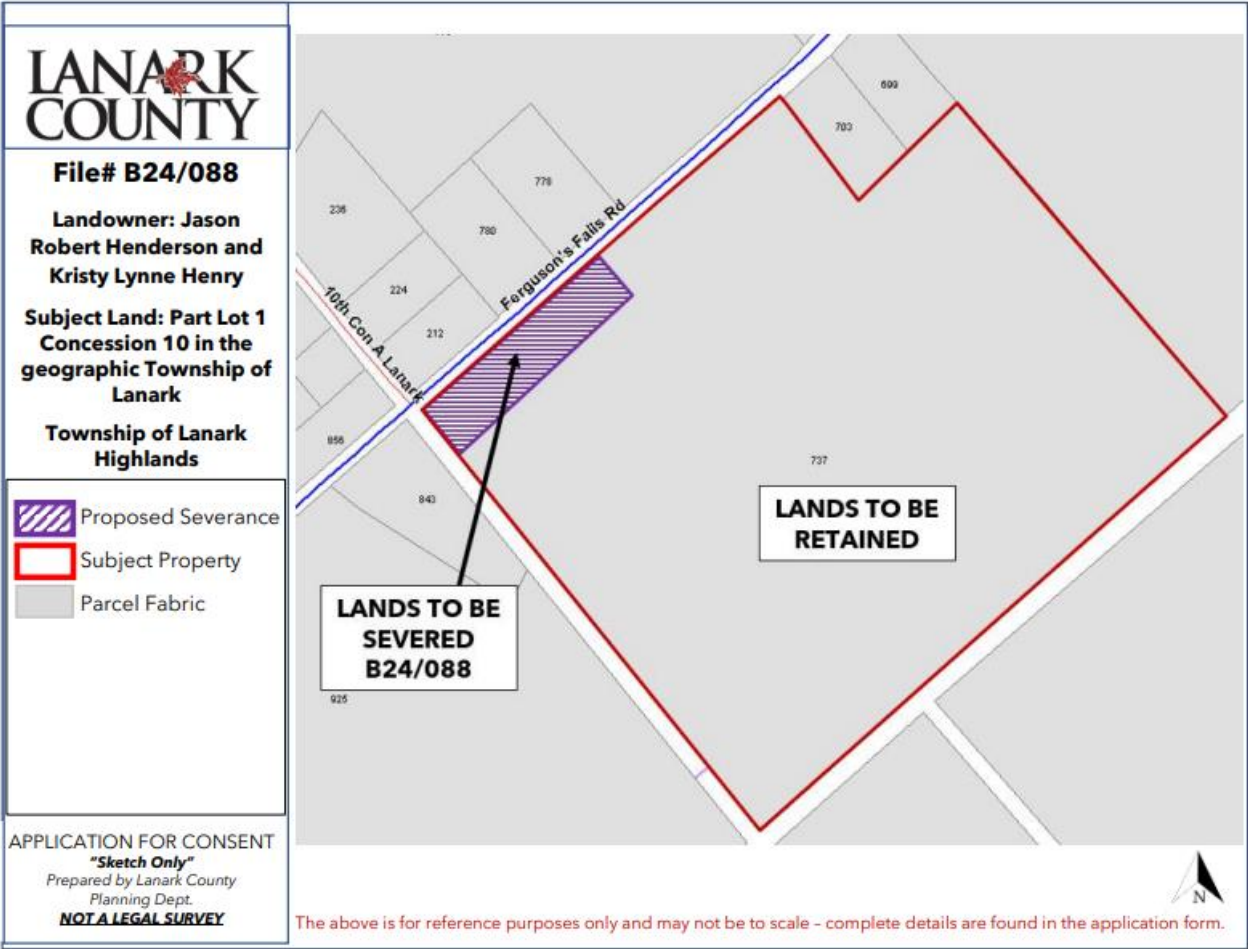 LANARK
COUNTY
File# B24/088
Landowner: Jason
Robert Henderson and
Kristy Lynne Henry
Subject Land: Part Lot 1
Concession 10 in the
geographic Township of
Lanark
Township of Lanark
Highlands
Proposed Severance
Subject Property
Parcel Fabric
APPLICATION FOR CONSENT
"Sketch Only"
Prepared by Lanark County
Planning Dept.
NOT A LEGAL SURVEY
699
703
778
236
780
Ferguson's Falls Rd
224
10th Con A Lanark
212
856
737
843
LANDS TO BE
RETAINED
LANDS TO BE
SEVERED
B24/088
925
N
The above is for reference purposes only and may not be to scale – complete details are found in the application form.